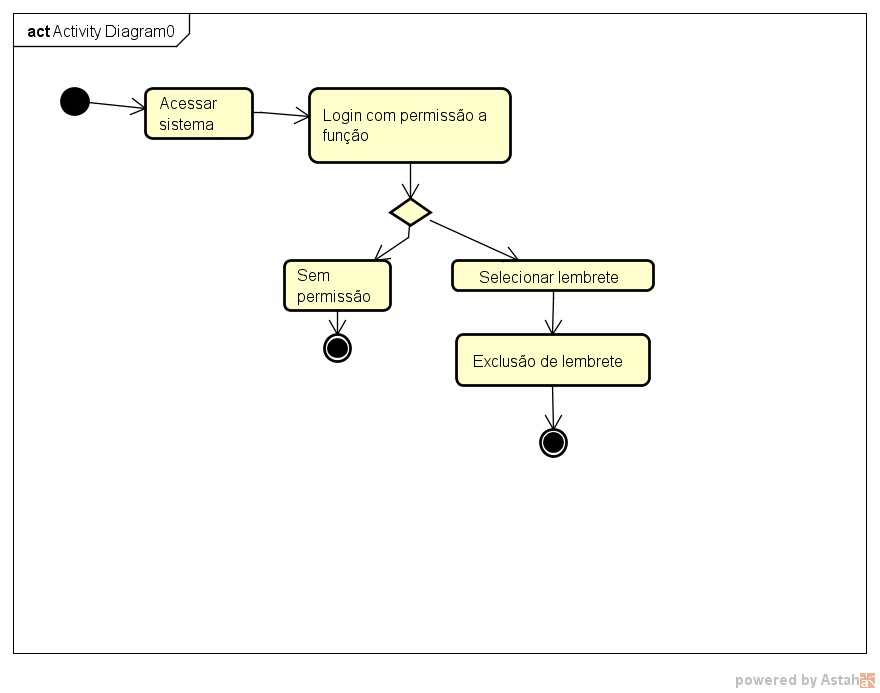 act Activity Diagram0
Acessar
sistema
Login com permissão a
função
Sem
permissão
Selecionar lembrete
Exclusão de lembrete
powered by Astah